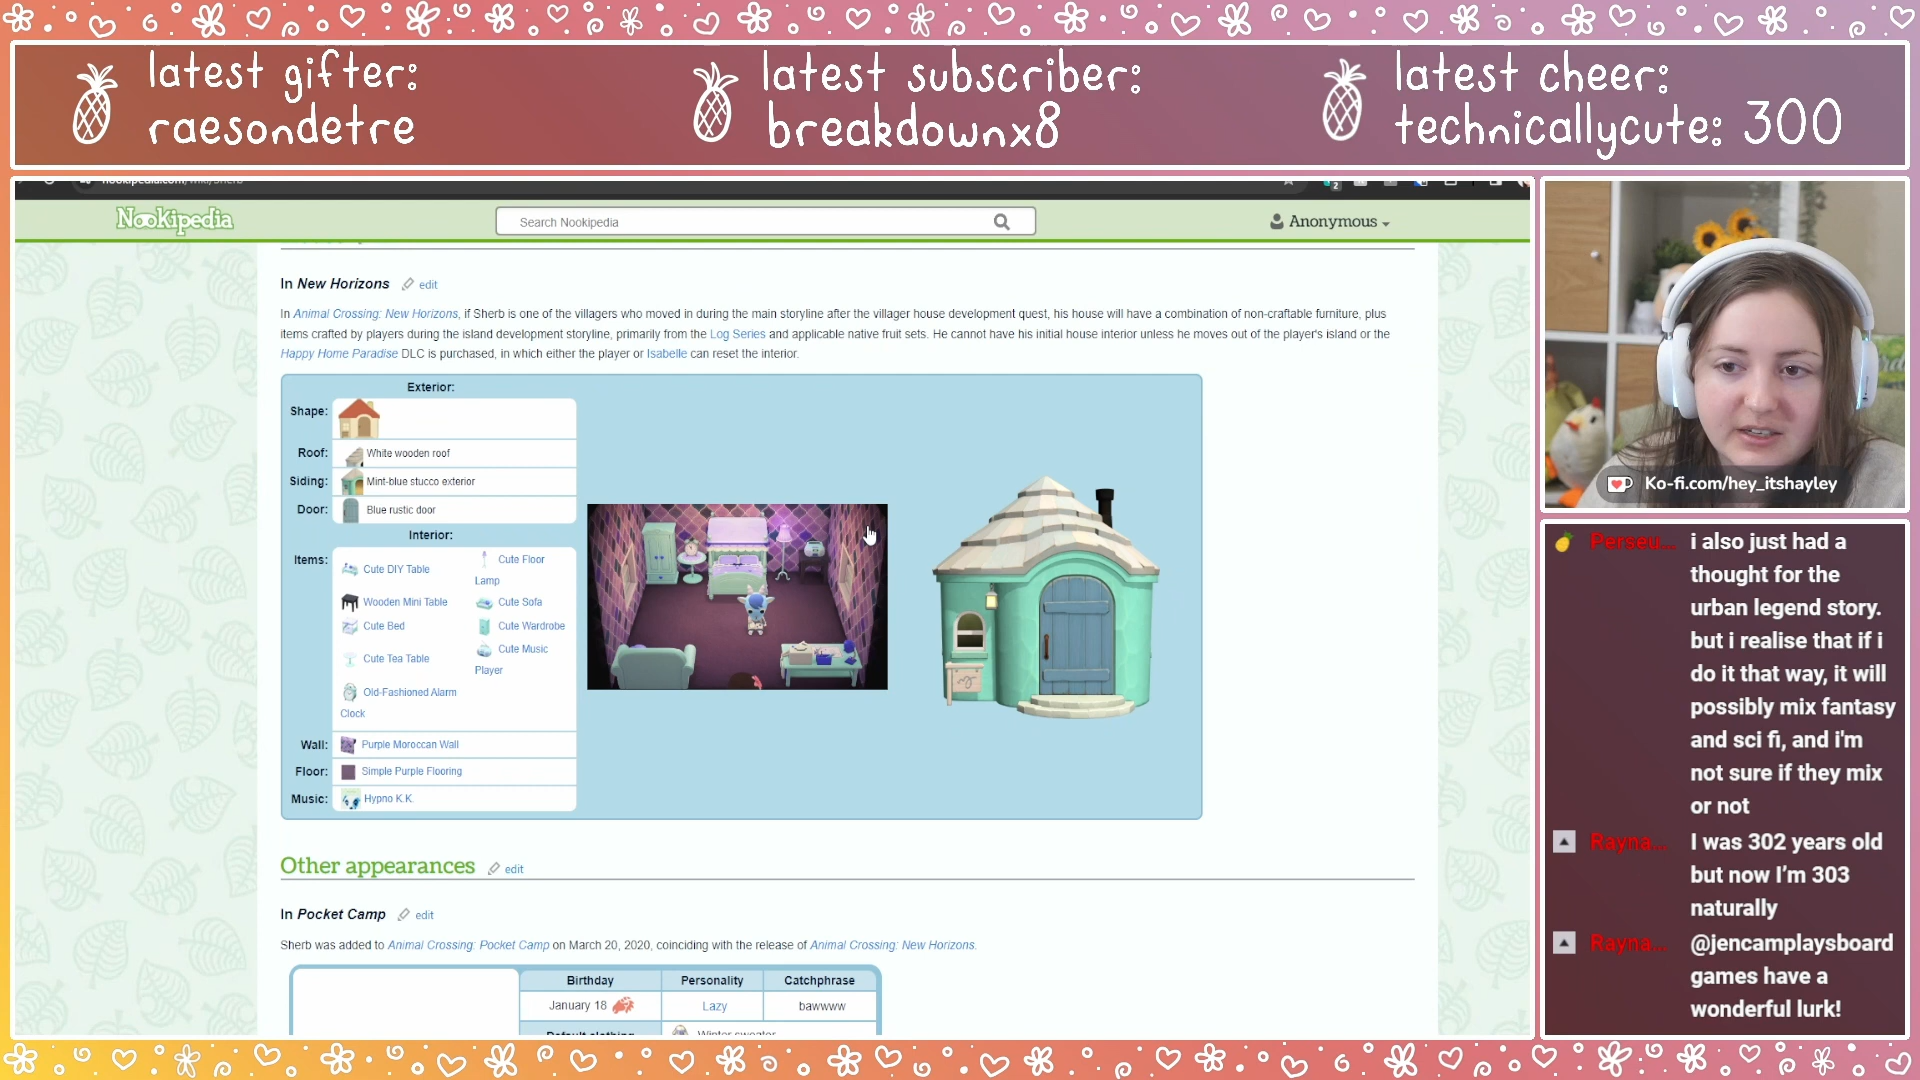 latest gifter:
raesondetre
latest subscriber:
breakdownx8
latest cheer:
technicallycute: 300
Nookipedia
Search Nookipedia
Anonymous
In New Horizons edit
In Animal Crossing: New Horizons, if Sherb is one of the villagers who moved in during the main storyline after the villager house development quest, his house will have a combination of non-craftable furniture, plus
items crafted by players during the island development storyline, primarily from the Log Series and applicable native fruit sets. He cannot have his initial house interior unless he moves out of the player's island or the
Happy Home Paradise DLC is purchased, in which either the player or Isabelle can reset the interior.
Exterior:
Shape:
Roof: White wooden roof
Siding: Mint-blue stucco exterior
Door: Blue rustic door
Interior:
Items:
Cute DIY Table
Wooden Mini Table
Cute Bed
Cute Tea Table
Old-Fashioned Alarm
Clock
Cute Floor
Lamp
Cute Sofa
Cute Wardrobe
Cute Music
Player
Wall: Purple Moroccan Wall
Floor: Simple Purple Flooring
Music: Hypno K.K.
Other appearances edit
In Pocket Camp edit
Sherb was added to Animal Crossing: Pocket Camp on March 20, 2020, coinciding with the release of Animal Crossing: New Horizons.
Birthday Personality Catchphrase
January 18 Lazy bawwww
Default clothing Winter sweater
Ko-fi.com/hey_itshayley
Perseu... i also just had a
thought for the
urban legend story.
but i realise that if i
do it that way, it will
possibly mix fantasy
and sci fi, and i'm
not sure if they mix
or not
Rayna... I was 302 years old
but now I'm 303
naturally
Rayna... @jencamplaysboard
games have a
wonderful lurk!